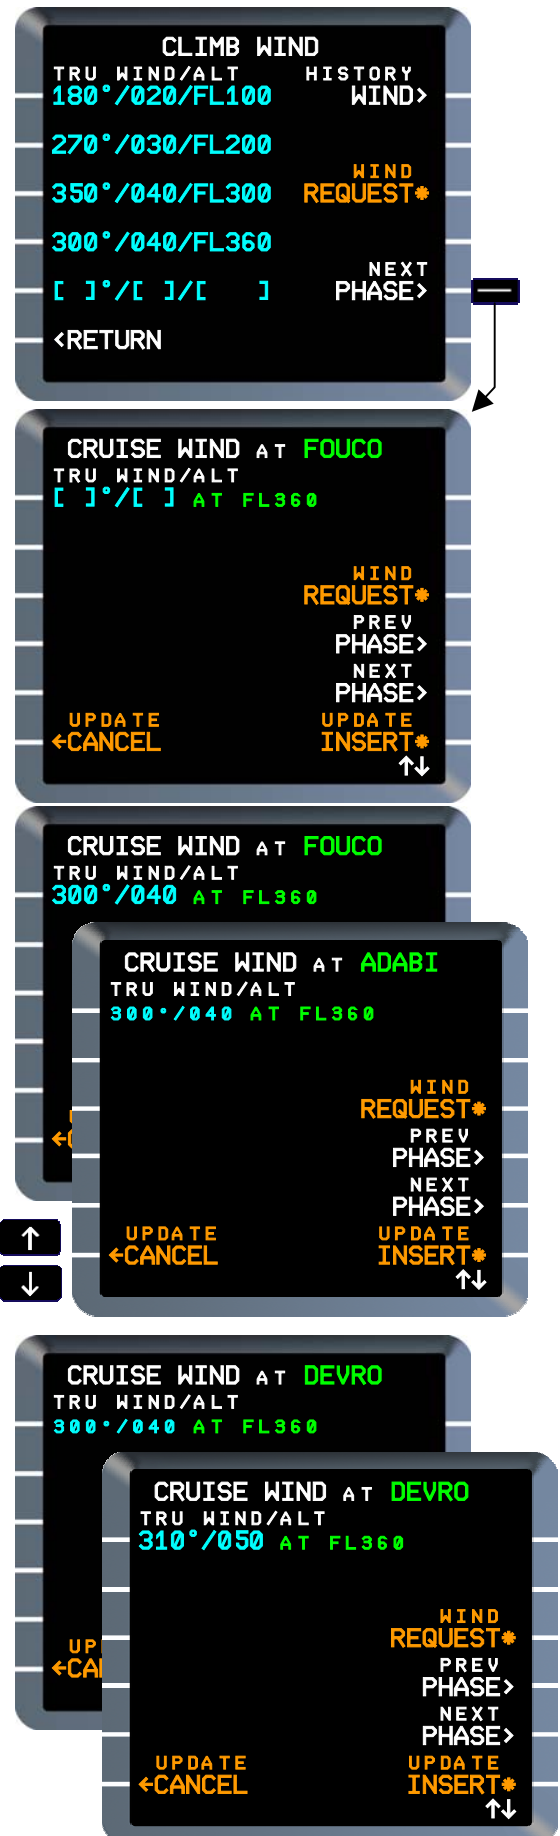 CLIMB WIND
TRU WIND/ALT HISTORY
180°/020/FL100 WIND>
270°/030/FL200
WIND
350°/040/FL300 REQUEST*
300°/040/FL360
NEXT
[ ]°/[ ]/[ ] PHASE>
<RETURN
CRUISE WIND AT FOUCO
TRU WIND/ALT
[ ]°/[ ] AT FL360
WIND
REQUEST*
PREV
PHASE>
NEXT
PHASE>
UPDATE UPDATE
←CANCEL INSERT*
↑↓
CRUISE WIND AT FOUCO
TRU WIND/ALT
300°/040 AT FL360
←
CRUISE WIND AT ADABI
TRU WIND/ALT
300°/040 AT FL360
WIND
REQUEST*
PREV
PHASE>
NEXT
PHASE>
UPDATE UPDATE
←CANCEL INSERT*
↑↓
↑
↓
CRUISE WIND AT DEVRO
TRU WIND/ALT
300°/040 AT FL360
UP
←CA
CRUISE WIND AT DEVRO
TRU WIND/ALT
310°/050 AT FL360
WIND
REQUEST*
PREV
PHASE>
NEXT
PHASE>
UPDATE UPDATE
←CANCEL INSERT*
↑↓